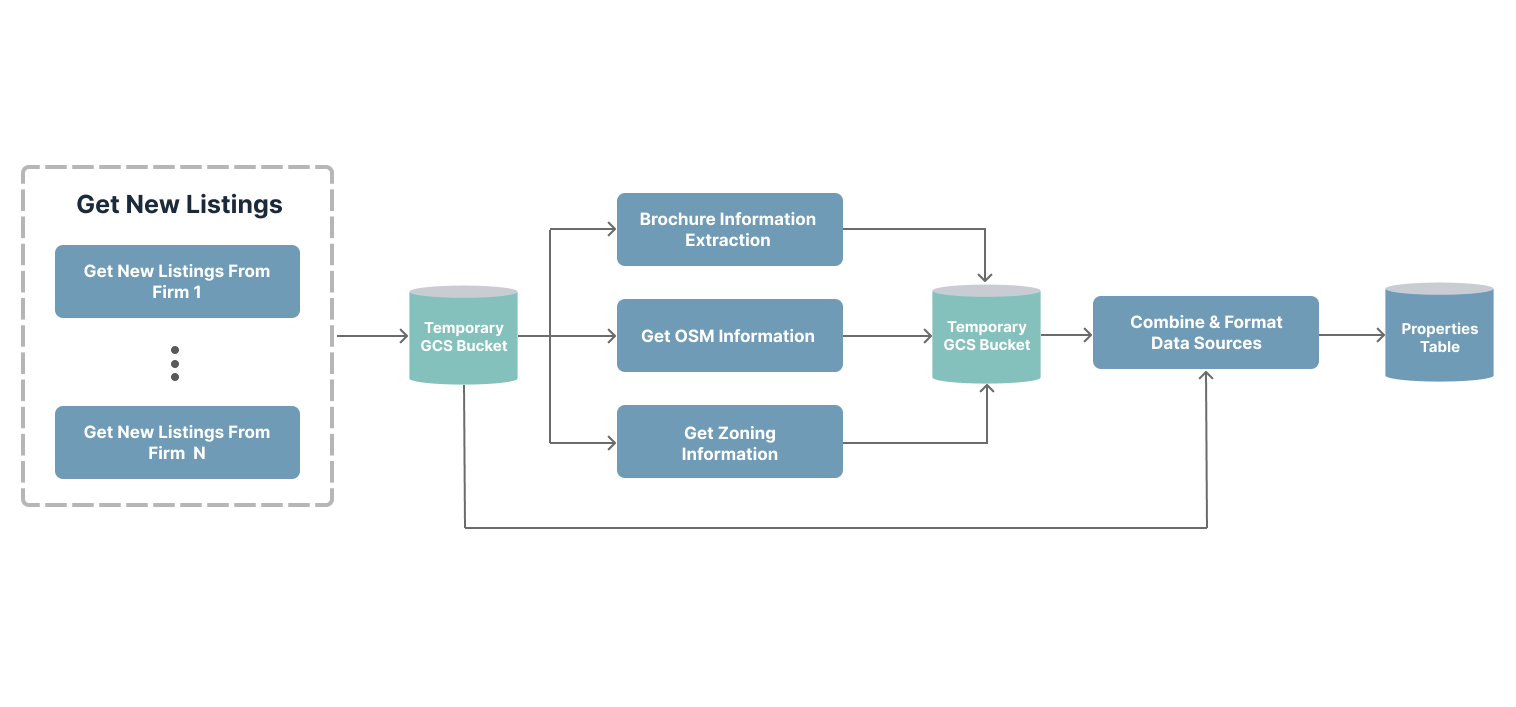 Get New Listings
Get New Listings From
Firm 1
Get New Listings From
Firm  N
Temporary
GCS Bucket
Brochure Information
Extraction
Get OSM Information
Get Zoning
Information
Temporary
GCS Bucket
Combine & Format
Data Sources
Properties
Table